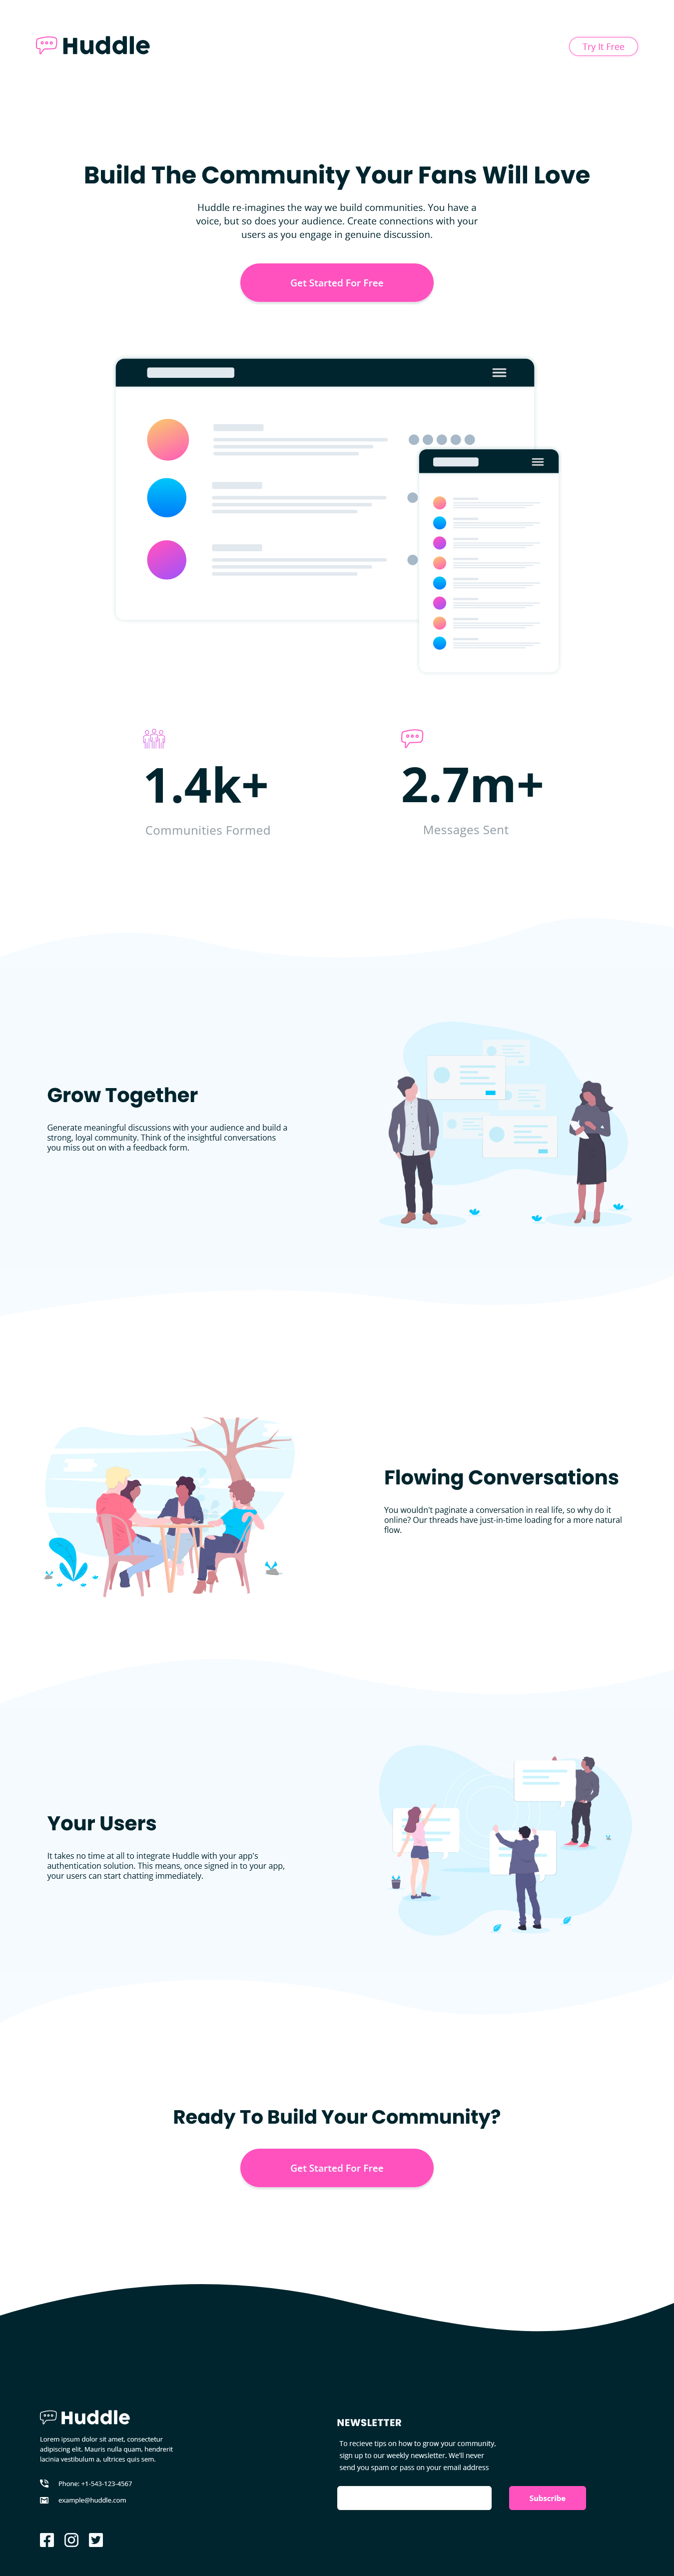 Huddle
Try It Free
Build The Community Your Fans Will Love
Huddle re-imagines the way we build communities. You have a
voice, but so does your audience. Create connections with your
users as you engage in genuine discussion.
Get Started For Free
1.4k+
Communities Formed
2.7m+
Messages Sent
Grow Together
Generate meaningful discussions with your audience and build a
strong, loyal community. Think of the insightful conversations
you miss out on with a feedback form.
Flowing Conversations
You wouldn't paginate a conversation in real life, so why do it
online? Our threads have just-in-time loading for a more natural
flow.
Your Users
It takes no time at all to integrate Huddle with your app's
authentication solution. This means, once signed in to your app,
your users can start chatting immediately.
Ready To Build Your Community?
Get Started For Free
Huddle
Lorem ipsum dolor sit amet, consectetur
adipiscing elit. Mauris nulla quam, hendrerit
lacinia vestibulum a, ultrices quis sem.
Phone: +1-543-123-4567
example@huddle.com
NEWSLETTER
To recieve tips on how to grow your community,
sign up to our weekly newsletter. We'll never
send you spam or pass on your email address
Subscribe